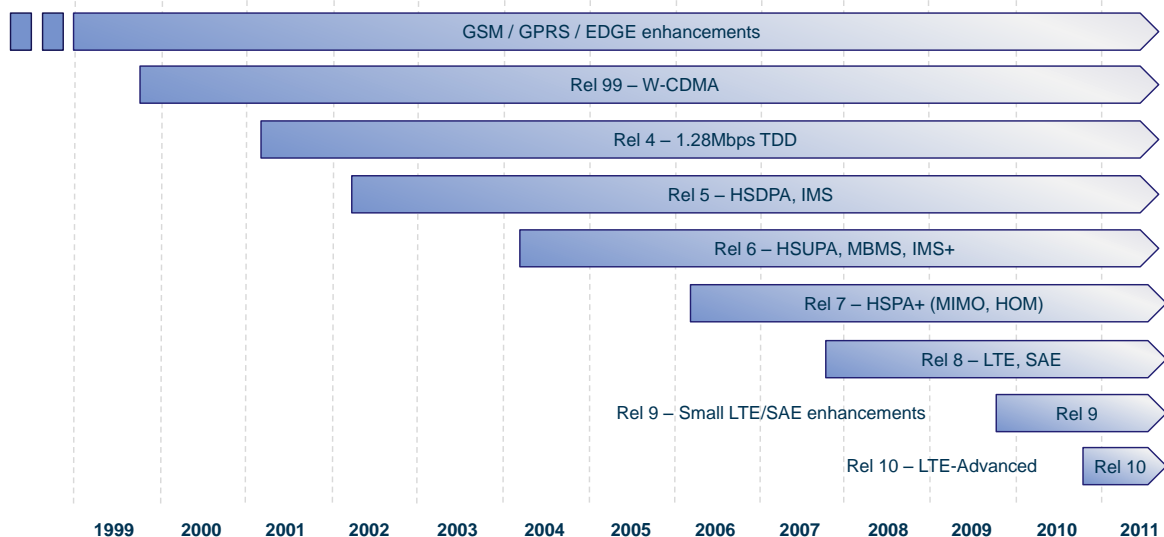 GSM / GPRS / EDGE enhancements
Rel 99 – W-CDMA
Rel 4 – 1.28Mbps TDD
Rel 5 – HSDPA, IMS
Rel 6 – HSUPA, MBMS, IMS+
Rel 7 – HSPA+ (MIMO, HOM)
Rel 8 – LTE, SAE
Rel 9 – Small LTE/SAE enhancements Rel 9
Rel 10 – LTE-Advanced Rel 10
1999 2000 2001 2002 2003 2004 2005 2006 2007 2008 2009 2010 2011